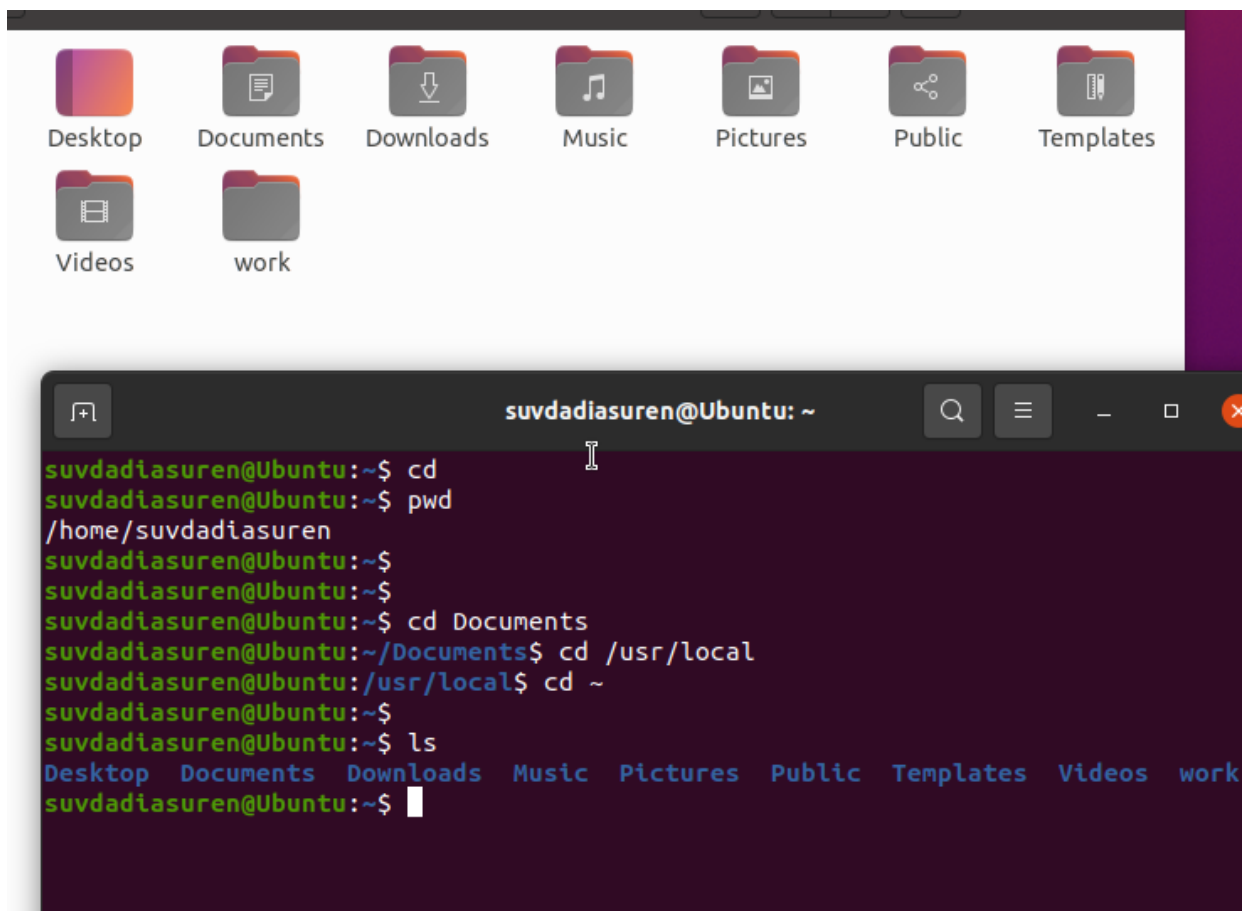 Desktop Documents Downloads Music Pictures Public Templates
Videos work
suvdadiasuren@Ubuntu: ~
suvdadiasuren@Ubuntu:~$ cd
suvdadiasuren@Ubuntu:~$ pwd
/home/suvdadiasuren
suvdadiasuren@Ubuntu:~$
suvdadiasuren@Ubuntu:~$
suvdadiasuren@Ubuntu:~$ cd Documents
suvdadiasuren@Ubuntu:~/Documents$ cd /usr/local
suvdadiasuren@Ubuntu:/usr/local$ cd ~
suvdadiasuren@Ubuntu:~$
suvdadiasuren@Ubuntu:~$ ls
Desktop Documents Downloads Music Pictures Public Templates Videos work
suvdadiasuren@Ubuntu:~$